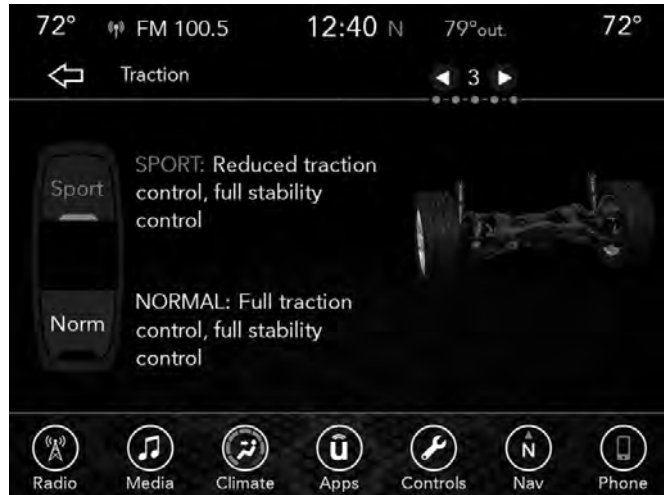 72° FM 100.5 12:40 N 79°out. 72°
Traction 3
Sport
SPORT: Reduced traction
control, full stability
control
Norm
NORMAL: Full traction
control, full stability
control
ū
N
Radio Media Climate Apps Controls Nav Phone